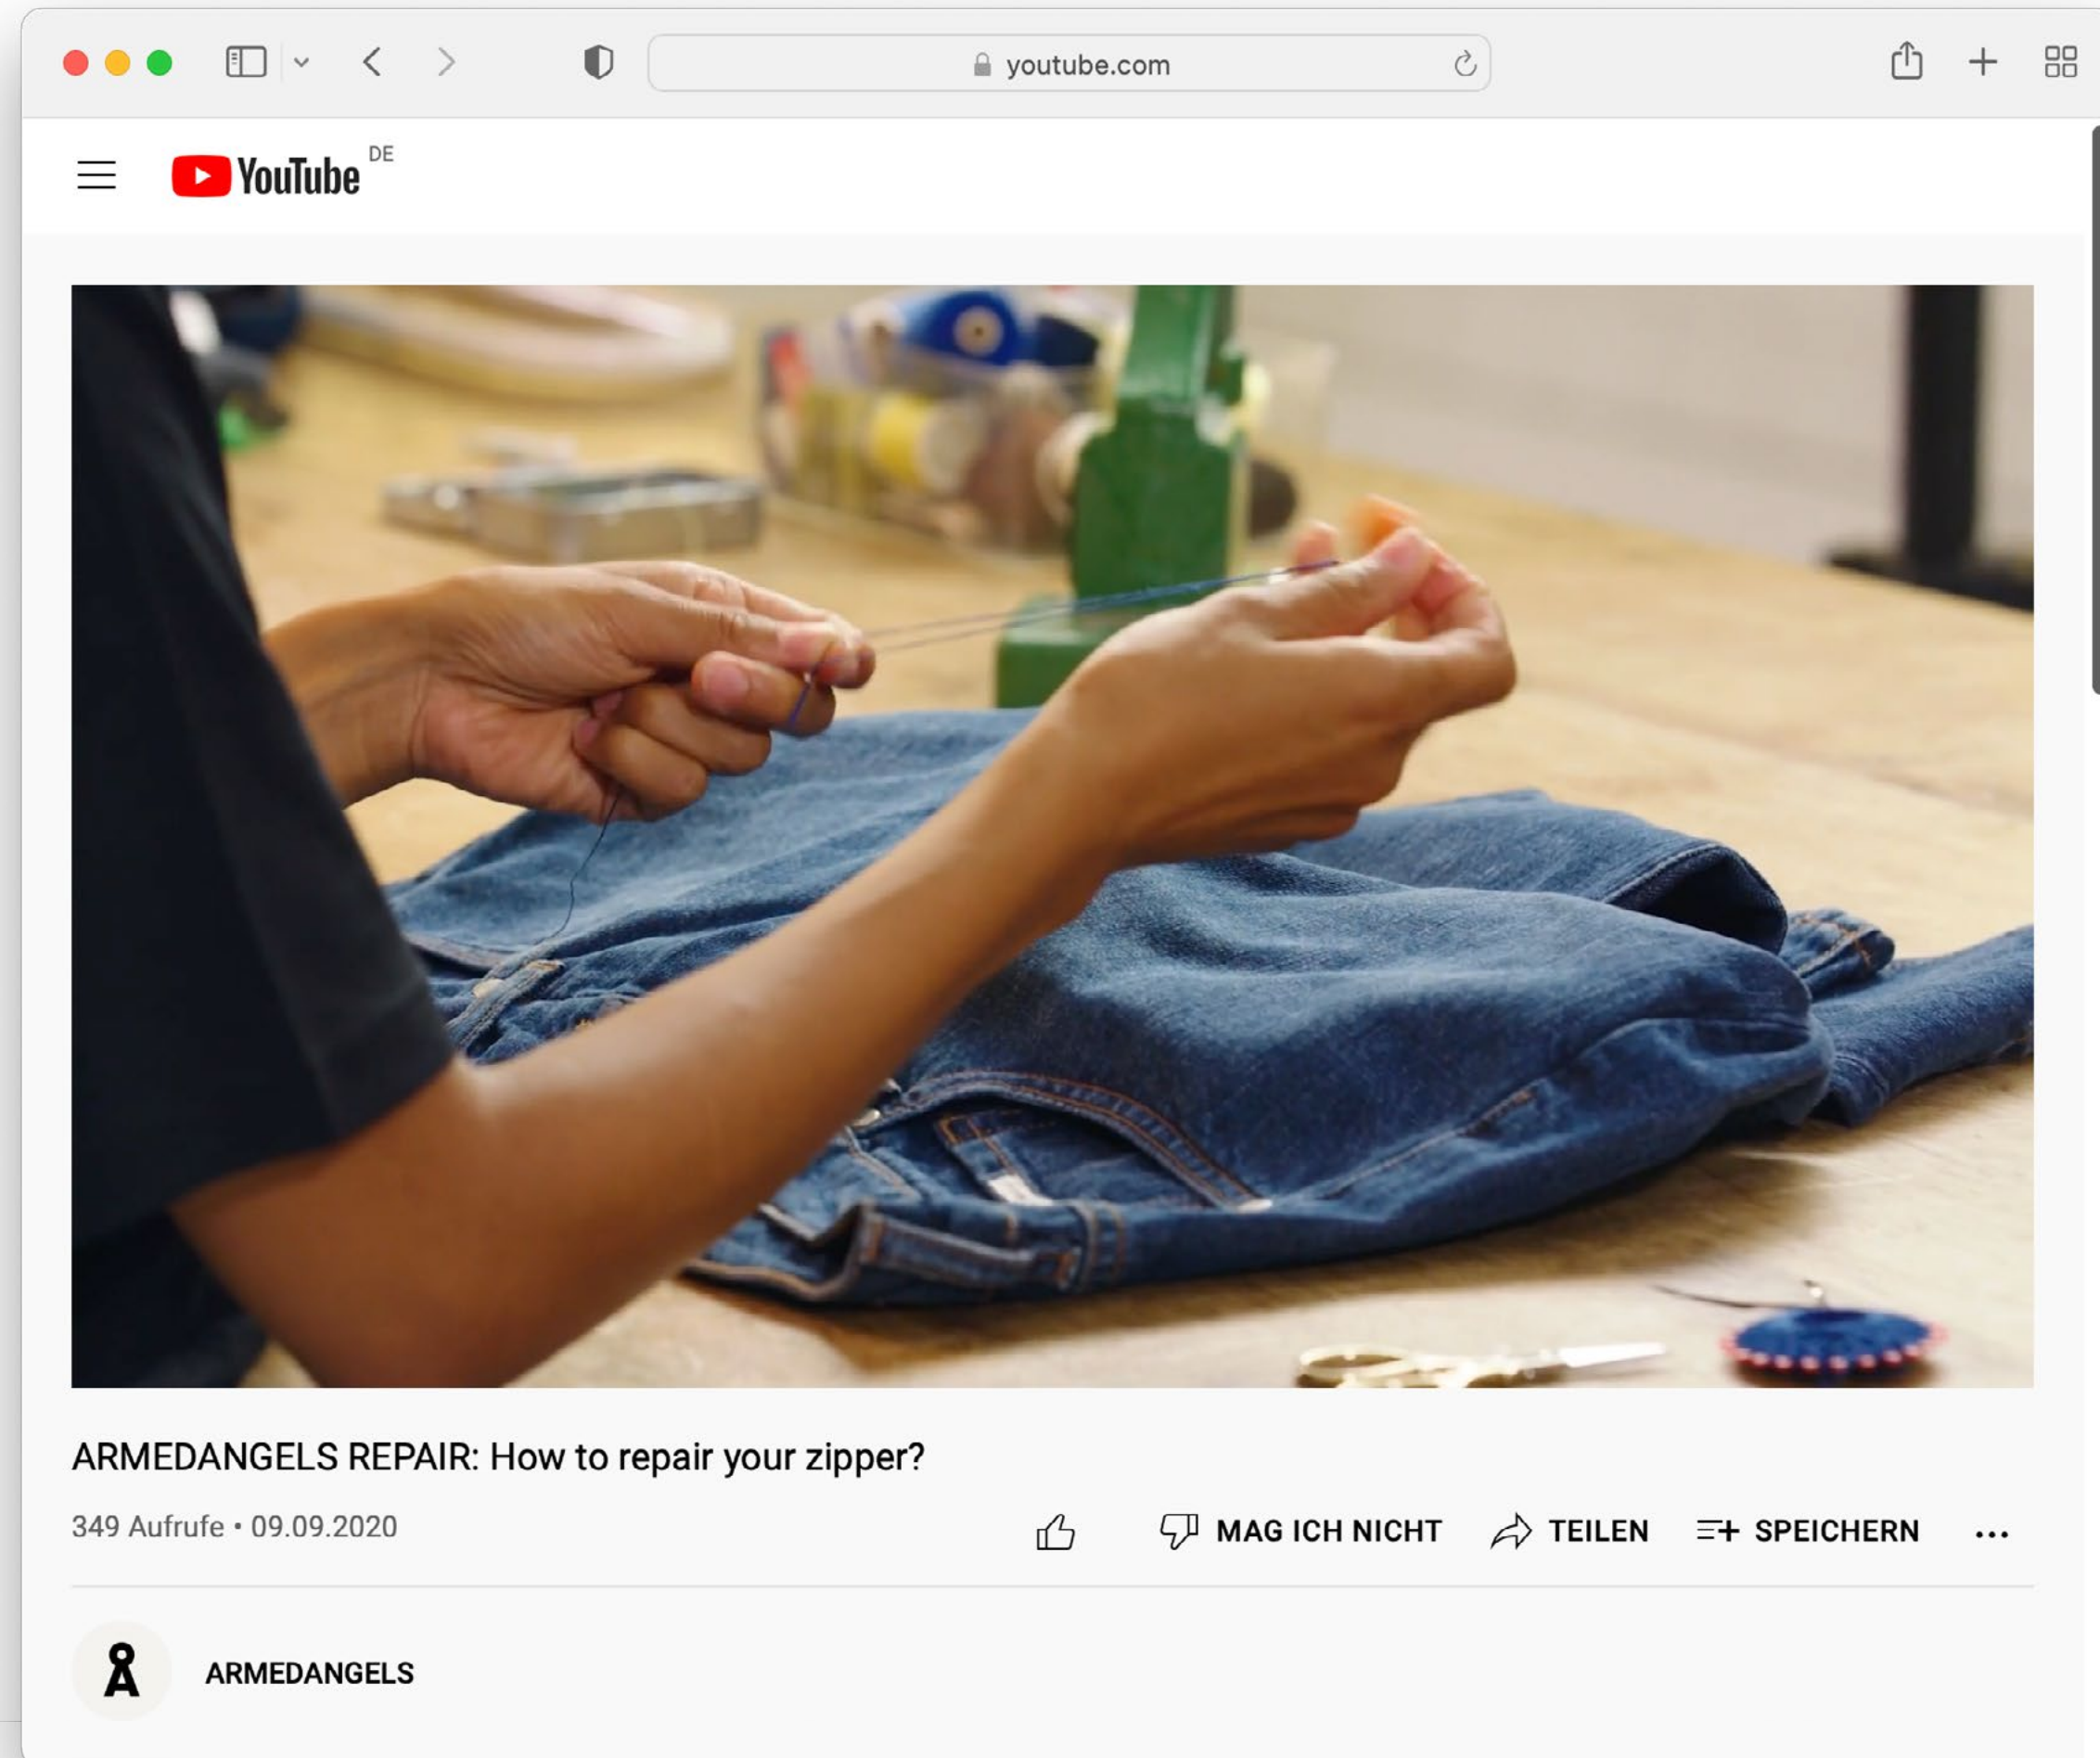 youtube.com
YouTube DE
ARMEDANGELS REPAIR: How to repair your zipper?
349 Aufrufe • 09.09.2020
MAG ICH NICHT TEILEN SPEICHERN ...
ARMEDANGELS